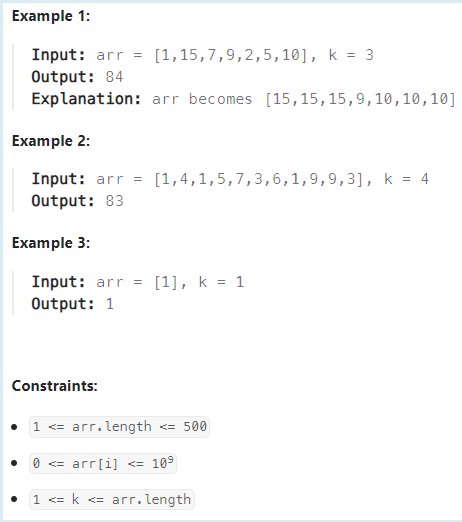 Example 1:
Input: arr = [1,15,7,9,2,5,10], k = 3
Output: 84
Explanation: arr becomes [15,15,15,9,10,10,10]
Example 2:
Input: arr = [1,4,1,5,7,3,6,1,9,9,3], k = 4
Output: 83
Example 3:
Input: arr = [1], k = 1
Output: 1
Constraints:
• 1 <= arr.length <= 500
• 0 <= arr[i] <= 10⁹
• 1 <= k <= arr.length